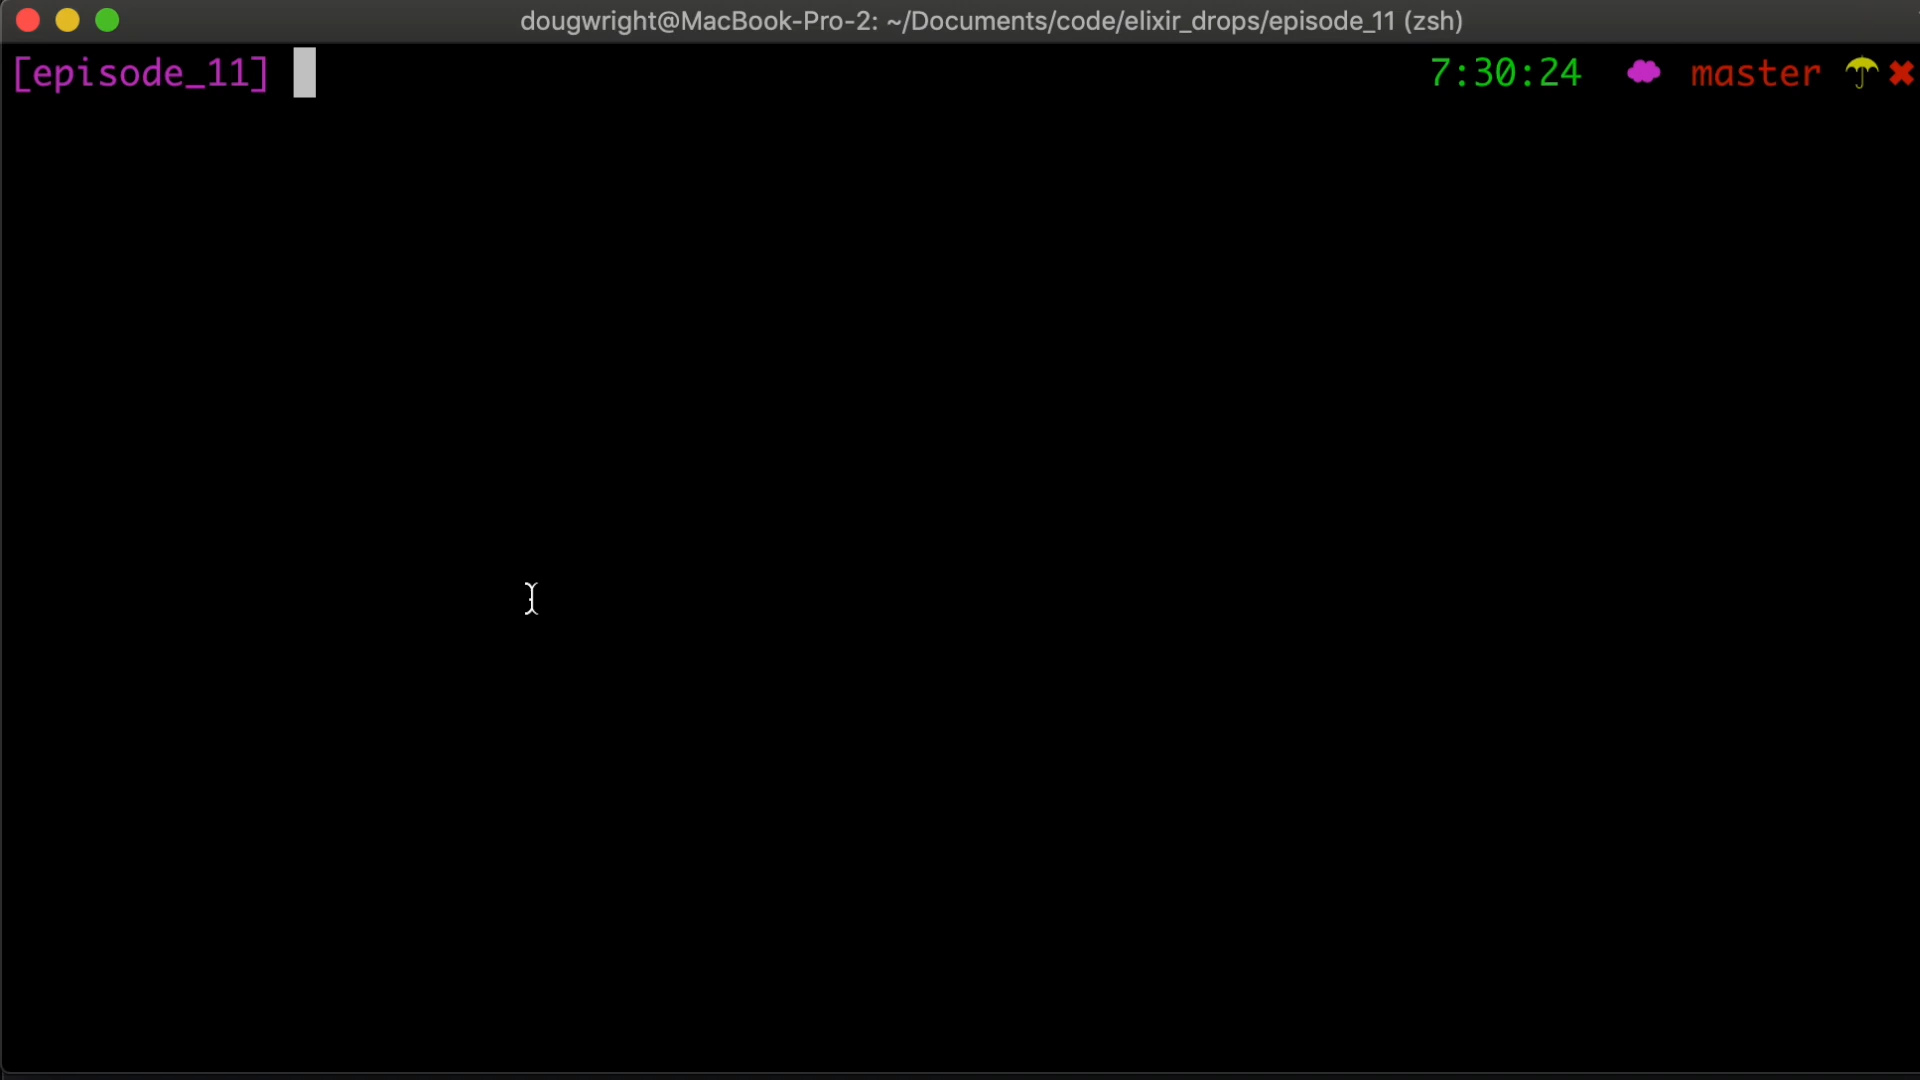 dougwright@MacBook-Pro-2: ~/Documents/code/elixir_drops/episode_11 (zsh)
[episode_11] 7:30:24 master ☂✖